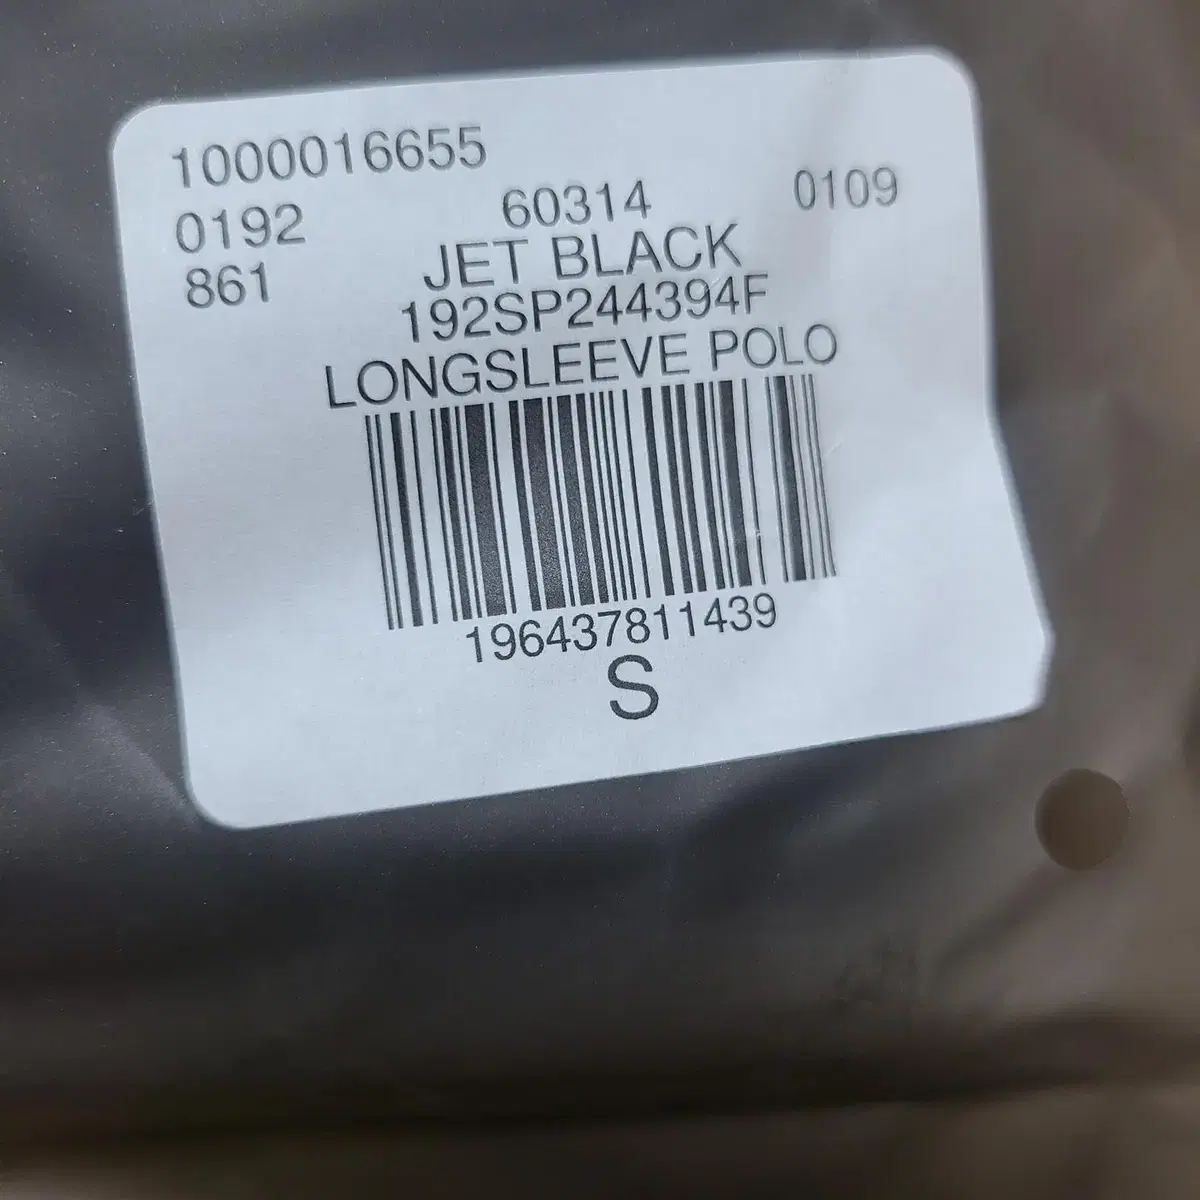 1000016655
0192 60314 0109
861 JET BLACK
192SP244394F
LONGSLEEVE POLO
196437811439
S